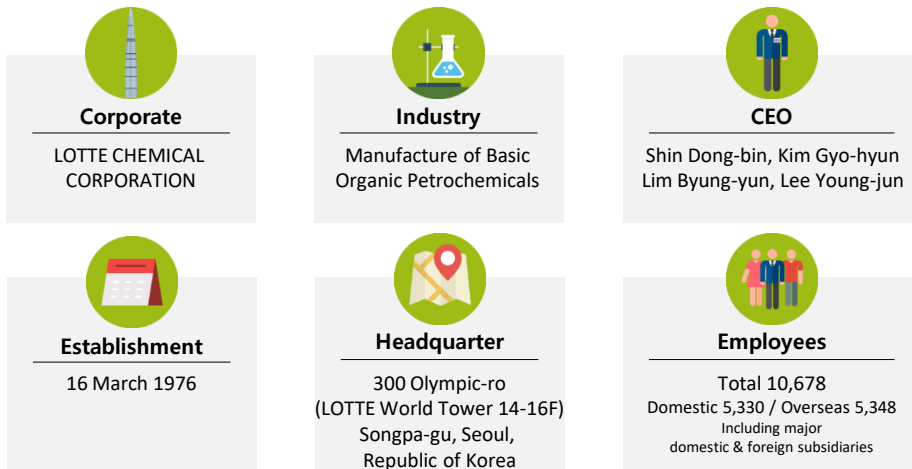 Corporate
LOTTE CHEMICAL
CORPORATION
Industry
Manufacture of Basic
Organic Petrochemicals
CEO
Shin Dong-bin, Kim Gyo-hyun
Lim Byung-yun, Lee Young-jun
Establishment
16 March 1976
Headquarter
300 Olympic-ro
(LOTTE World Tower 14-16F)
Songpa-gu, Seoul,
Republic of Korea
Employees
Total 10,678
Domestic 5,330 / Overseas 5,348
Including major
domestic & foreign subsidiaries